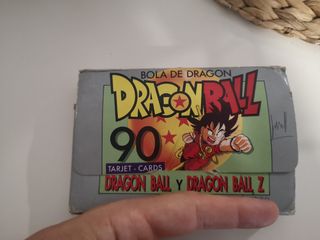 BOLA DE DRAGON
DRAGON BALL
90
TARJET-CARDS
DRAGON BALL Y DRAGON BALL Z